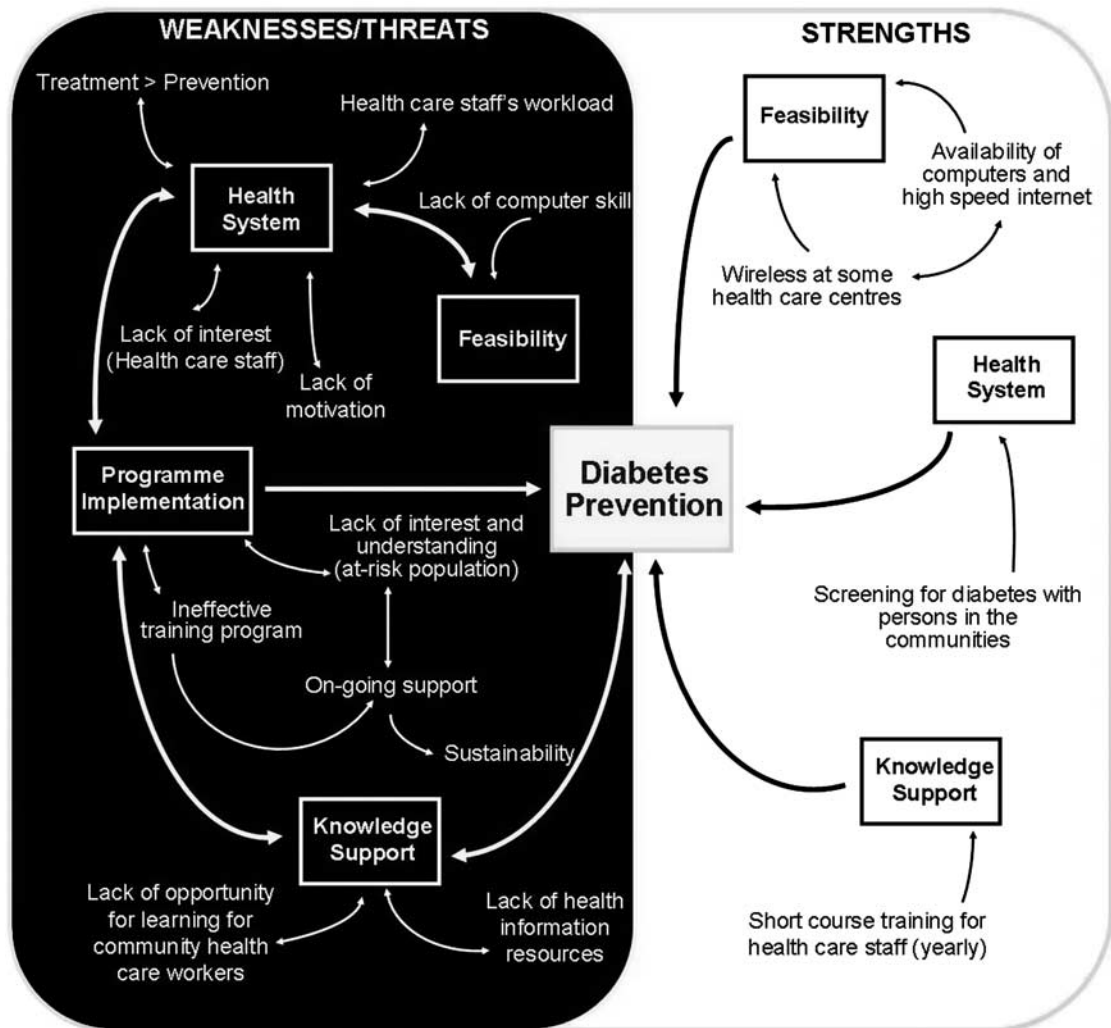 WEAKNESSES/THREATS
Treatment > Prevention
Health care staff's workload
Health
System
Lack of computer skill
Feasibility
Lack of interest
(Health care staff)
Lack of
motivation
Programme
Implementation
Lack of interest and
understanding
(at-risk population)
Ineffective
training program
On-going support
Sustainability
Knowledge
Support
Lack of opportunity
for learning for
community health
care workers
Lack of health
information
resources
Diabetes
Prevention
STRENGTHS
Feasibility
Availability of
computers and
high speed internet
Wireless at some
health care centres
Health
System
Screening for diabetes with
persons in the
communities
Knowledge
Support
Short course training for
health care staff (yearly)